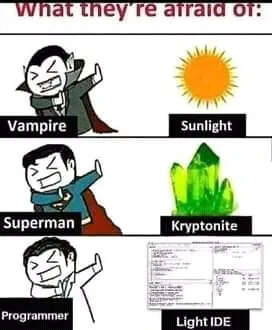 What they're afraid of:
Vampire
Sunlight
Superman
Kryptonite
Programmer
Light IDE